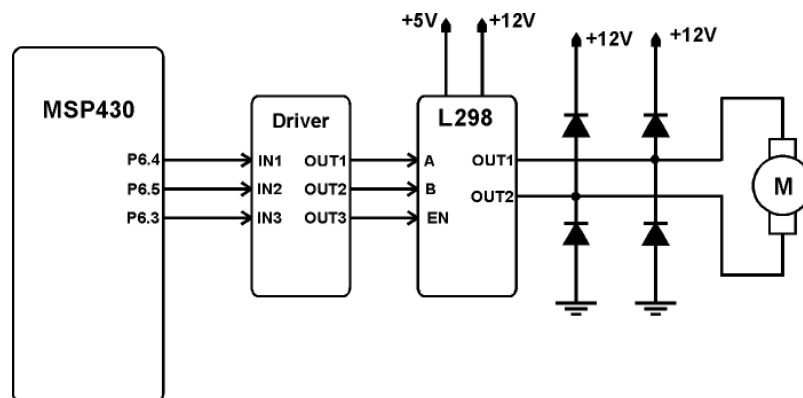 MSP430
P6.4
P6.5
P6.3
Driver
IN1 OUT1
IN2 OUT2
IN3 OUT3
+5V +12V
L298
A OUT1
B OUT2
EN
+12V +12V
M